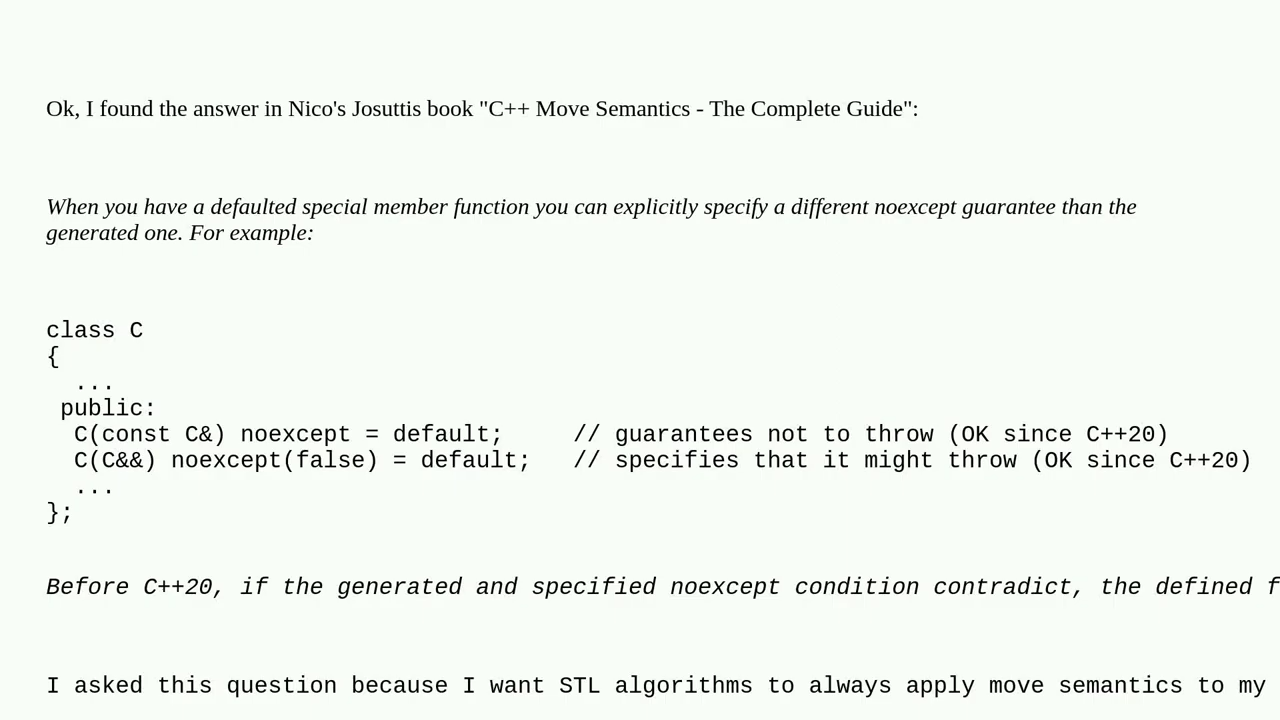 Ok, I found the answer in Nico's Josuttis book "C++ Move Semantics - The Complete Guide":
When you have a defaulted special member function you can explicitly specify a different noexcept guarantee than the
generated one. For example:
class C
{
  ...
 public:
  C(const C&) noexcept = default;     // guarantees not to throw (OK since C++20)
  C(C&&) noexcept(false) = default;   // specifies that it might throw (OK since C++20)
  ...
};
Before C++20, if the generated and specified noexcept condition contradict, the defined
I asked this question because I want STL algorithms to always apply move semantics to my